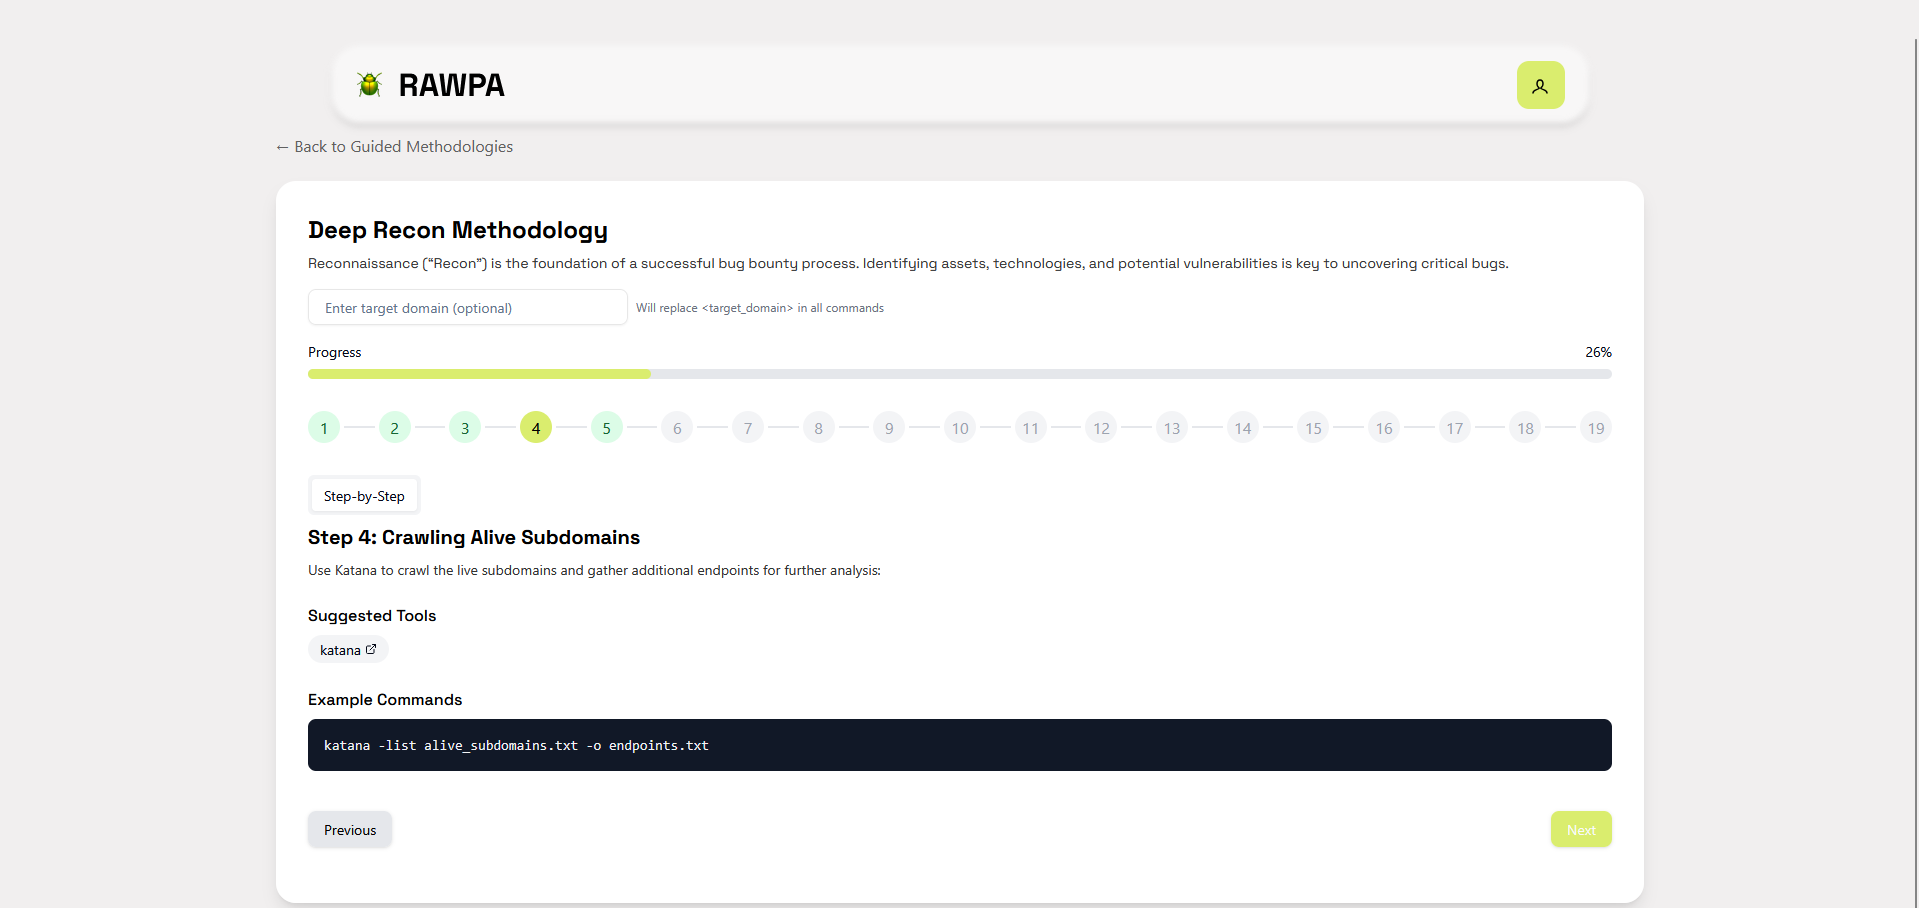 RAWPA
← Back to Guided Methodologies
Deep Recon Methodology
Reconnaissance (“Recon”) is the foundation of a successful bug bounty process. Identifying assets, technologies, and potential vulnerabilities is key to uncovering critical bugs.
Enter target domain (optional)
Will replace <target_domain> in all commands
Progress
26%
1 2 3 4 5 6 7 8 9 10 11 12 13 14 15 16 17 18 19
Step-by-Step
Step 4: Crawling Alive Subdomains
Use Katana to crawl the live subdomains and gather additional endpoints for further analysis:
Suggested Tools
katana
Example Commands
katana -list alive_subdomains.txt -o endpoints.txt
Previous
Next